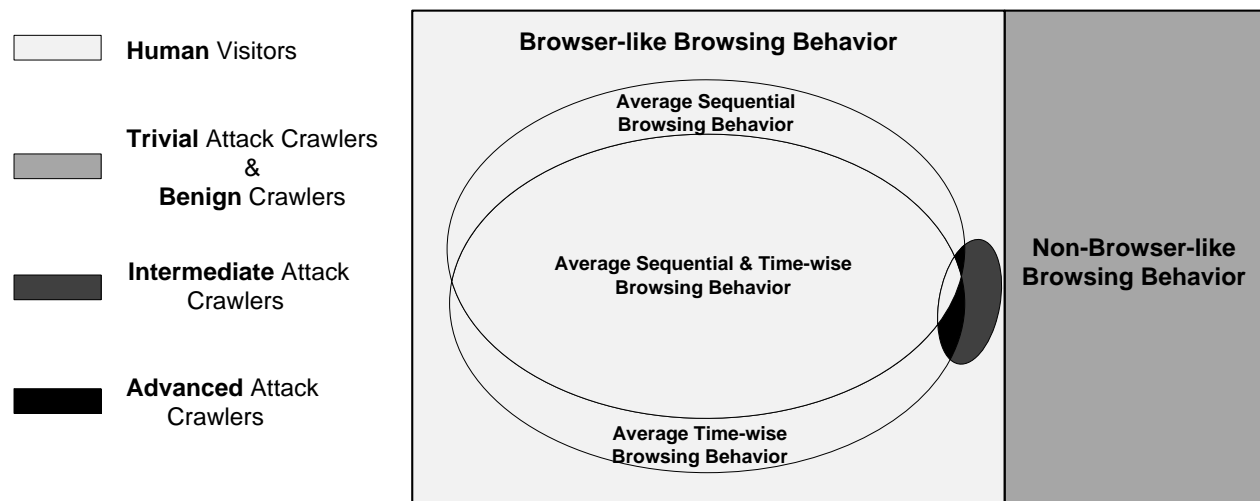 Human Visitors
Trivial Attack Crawlers
&
Benign Crawlers
Intermediate Attack
Crawlers
Advanced Attack
Crawlers
Browser-like Browsing Behavior
Average Sequential
Browsing Behavior
Average Sequential & Time-wise
Browsing Behavior
Average Time-wise
Browsing Behavior
Non-Browser-like
Browsing Behavior